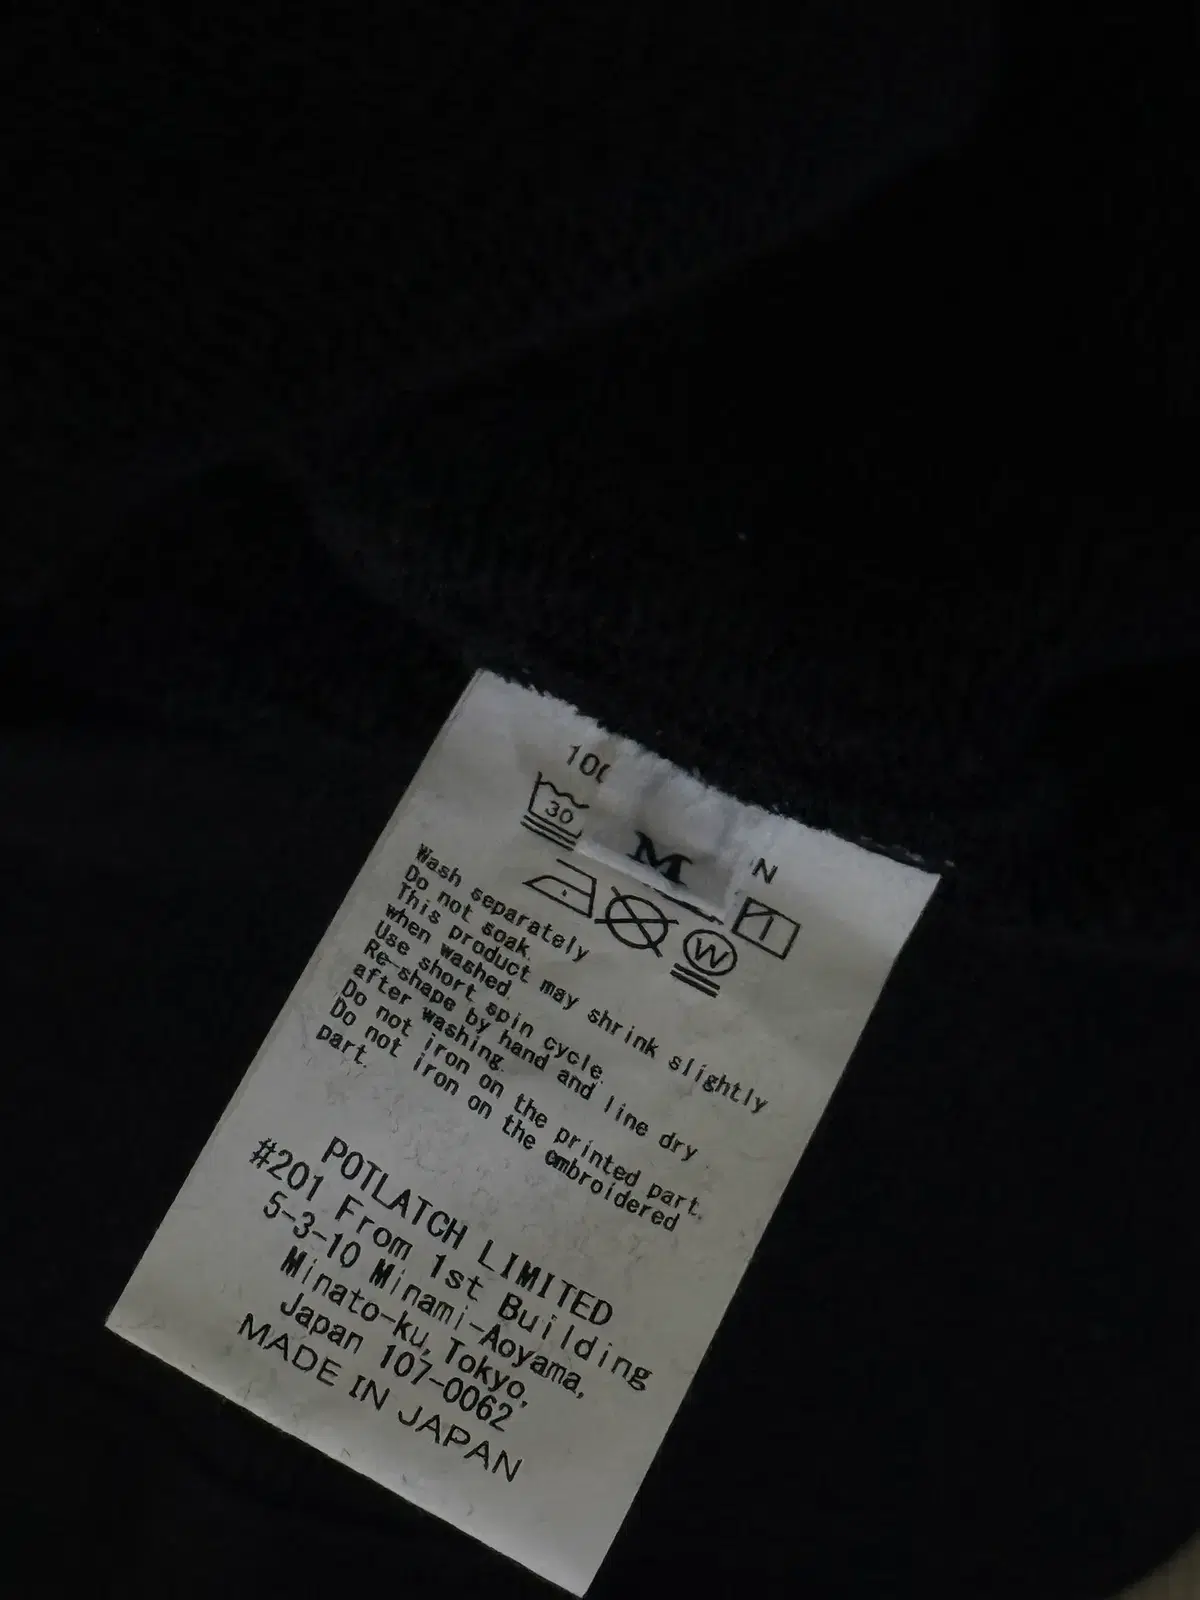 M
30
W
Wash separately
Do not soak.
This product may shrink slightly
when washed.
Use short spin cycle.
Re-shape by hand and line dry
after washing.
Do not iron on the printed part.
Do not iron on the embroidered
part.
POTLATCH LIMITED
#201 From 1st Building
5-3-10 Minami-Aoyama,
Minato-ku, Tokyo,
Japan 107-0062
MADE IN JAPAN